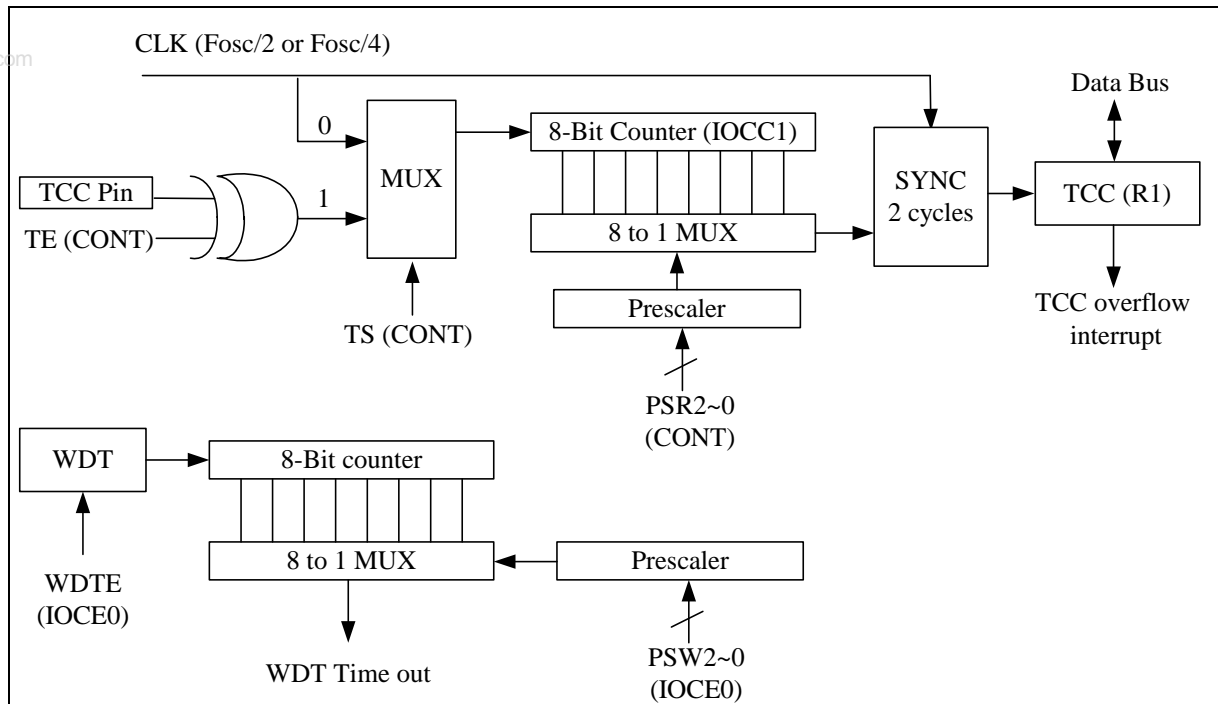 CLK (Fosc/2 or Fosc/4)
com
Data Bus
0
8-Bit Counter (IOCC1)
MUX
SYNC
2 cycles
TCC Pin
1
TCC (R1)
TE (CONT)
8 to 1 MUX
Prescaler
TCC overflow
interrupt
TS (CONT)
PSR2~0
(CONT)
WDT
8-Bit counter
8 to 1 MUX
Prescaler
WDTE
(IOCE0)
WDT Time out
PSW2~0
(IOCE0)